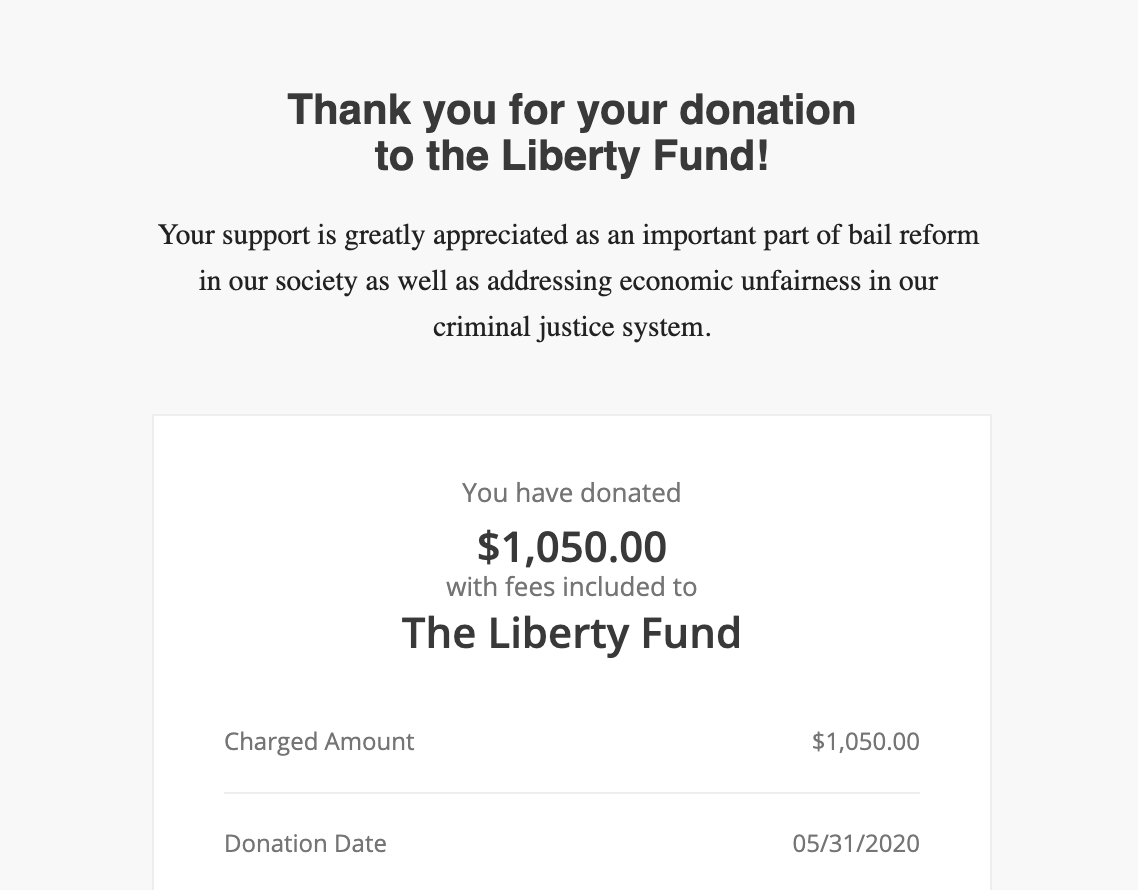 Thank you for your donation
to the Liberty Fund!
Your support is greatly appreciated as an important part of bail reform
in our society as well as addressing economic unfairness in our
criminal justice system.
You have donated
$1,050.00
with fees included to
The Liberty Fund
Charged Amount $1,050.00
Donation Date 05/31/2020